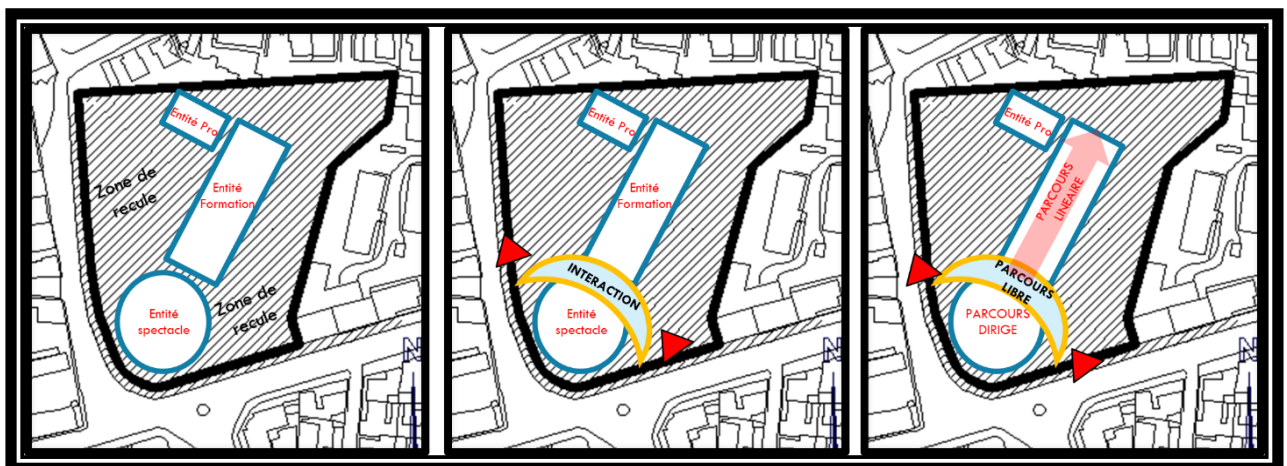 Entité Pro
Entité
Formation
Zone de
recule
Zone de
recule
Entité
spectacle
N
Entité Pro
Entité
Formation
INTERACTION
Entité
spectacle
N
Entité Pro
PARCOURS
LINEAIRE
PARCOURS
LIBRE
PARCOURS
DIRIGE
N